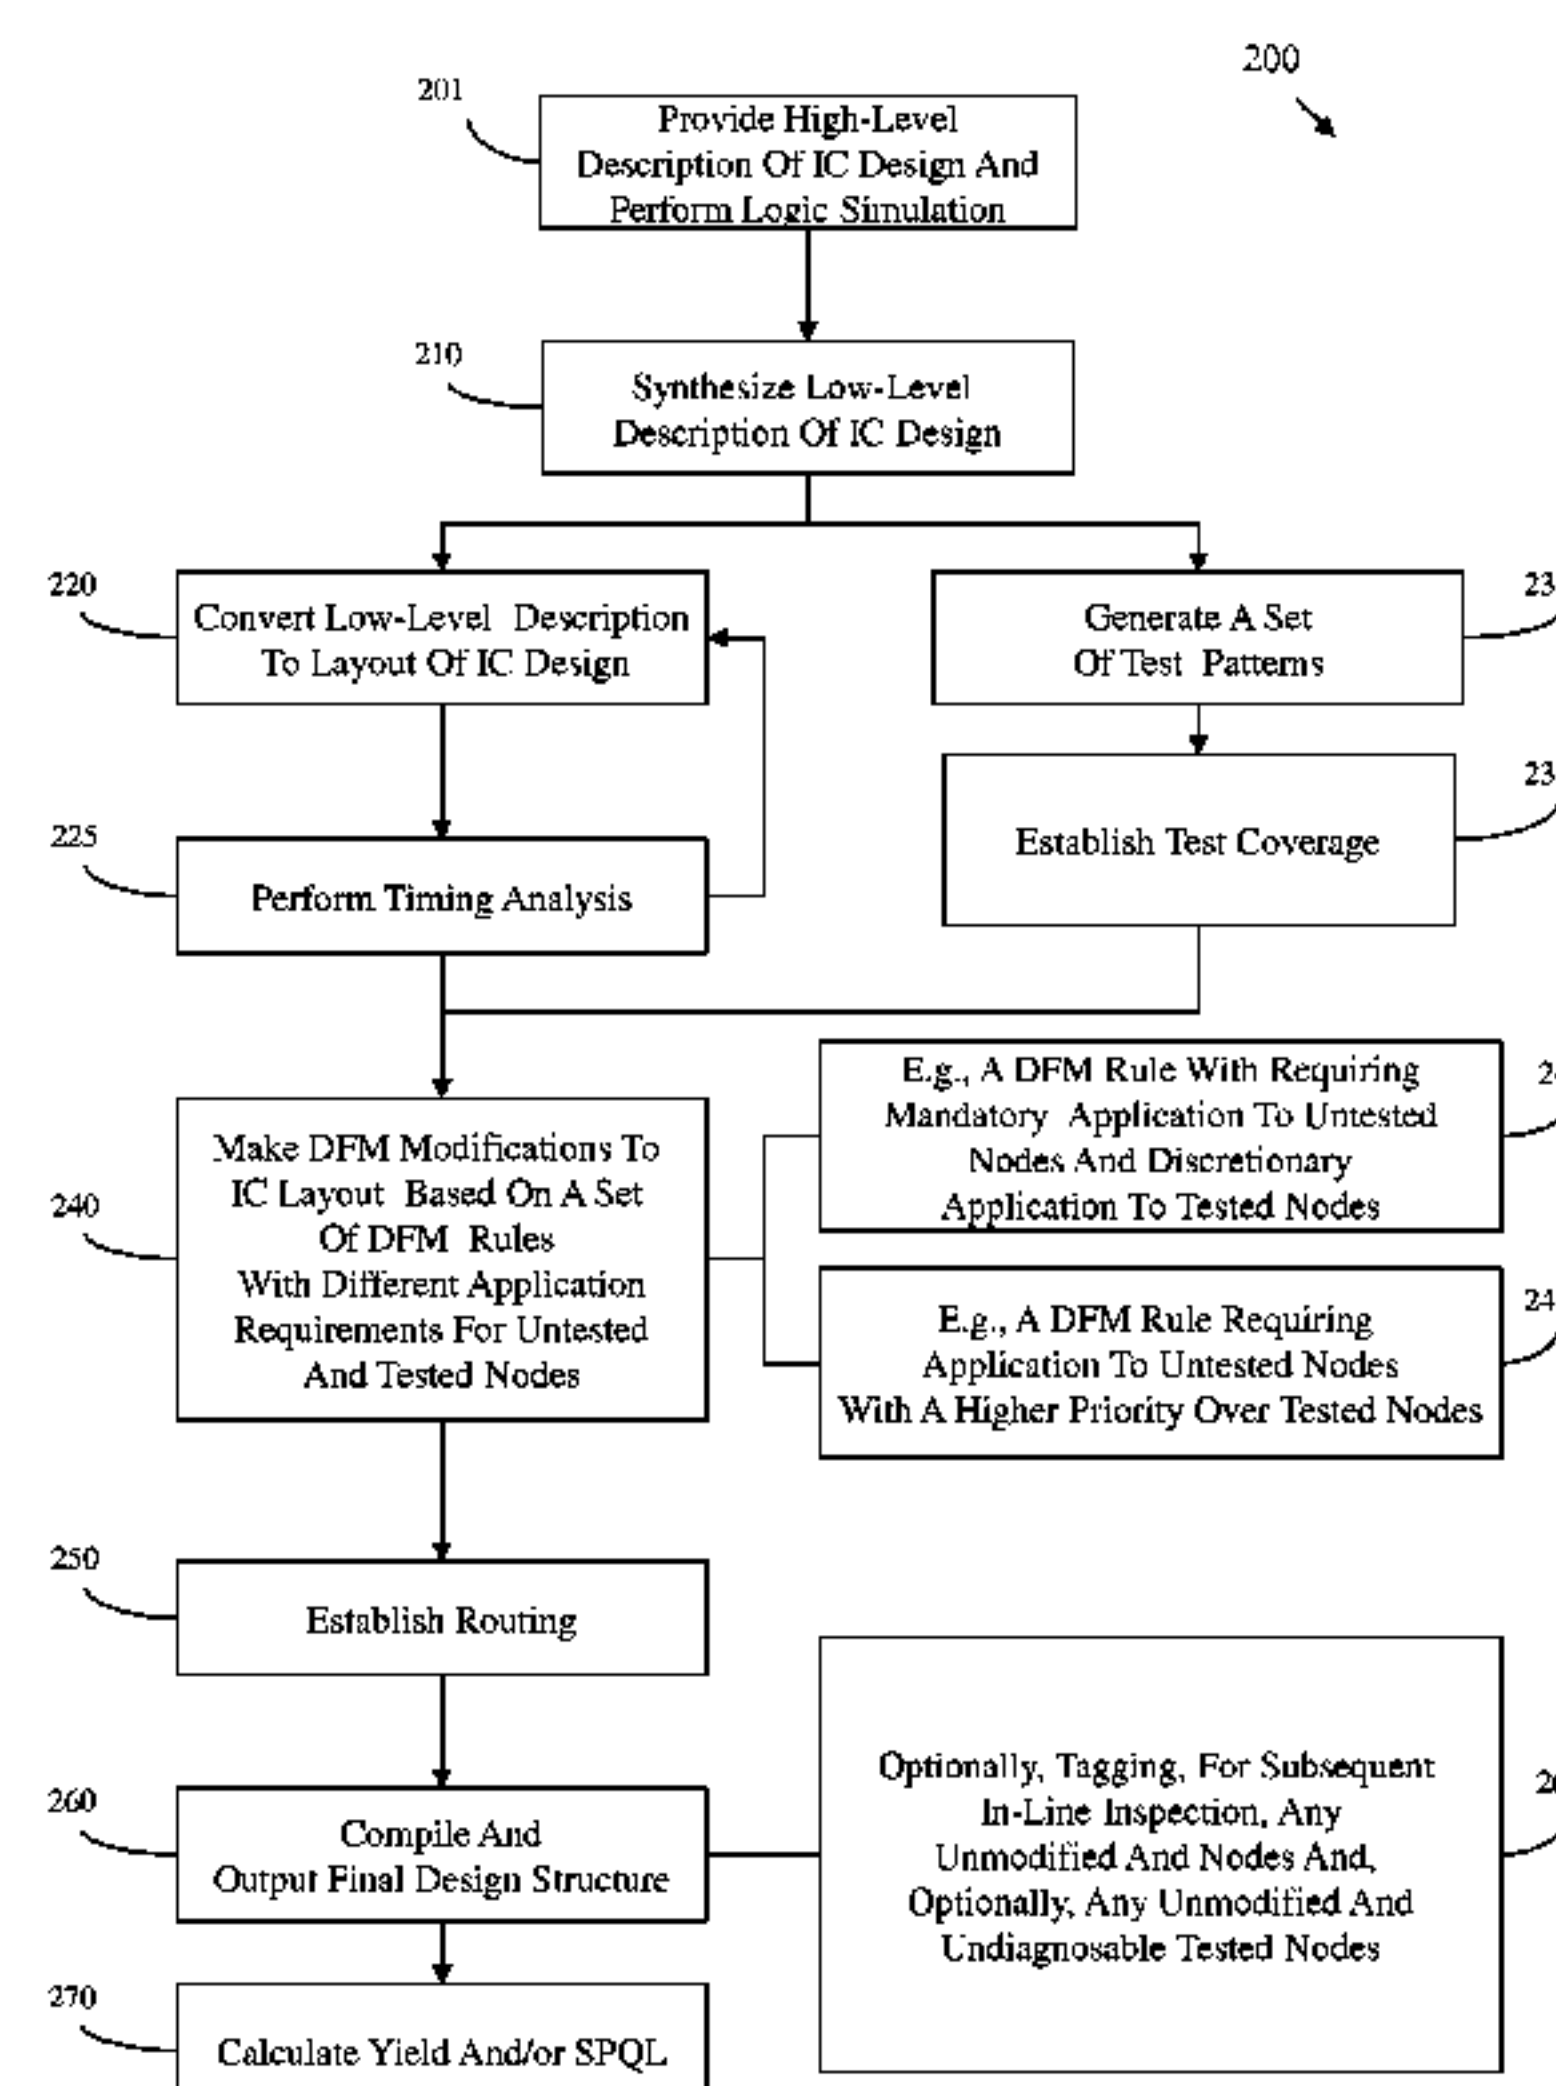 200
201
Provide High-Level
Description Of IC Design And
Perform Logic Simulation
210
Synthesize Low-Level
Description Of IC Design
220
Convert Low-Level Description
To Layout Of IC Design
23
Generate A Set
Of Test Patterns
225
Perform Timing Analysis
23
Establish Test Coverage
240
Make DFM Modifications To
IC Layout Based On A Set
Of DFM Rules
With Different Application
Requirements For Untested
And Tested Nodes
E.g., A DFM Rule With Requiring
Mandatory Application To Untested
Nodes And Discretionary
Application To Tested Nodes
24
E.g., A DFM Rule Requiring
Application To Untested Nodes
With A Higher Priority Over Tested Nodes
250
Establish Routing
260
Compile And
Output Final Design Structure
Optionally, Tagging, For Subsequent
In-Line Inspection, Any
Unmodified And Nodes And,
Optionally, Any Unmodified And
Undiagnosable Tested Nodes
270
Calculate Yield And/or SPQL